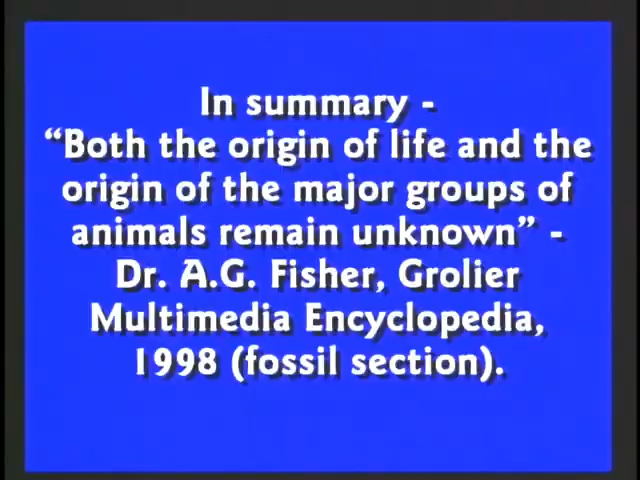 In summary -
“Both the origin of life and the
origin of the major groups of
animals remain unknown” -
Dr. A.G. Fisher, Grolier
Multimedia Encyclopedia,
1998 (fossil section).